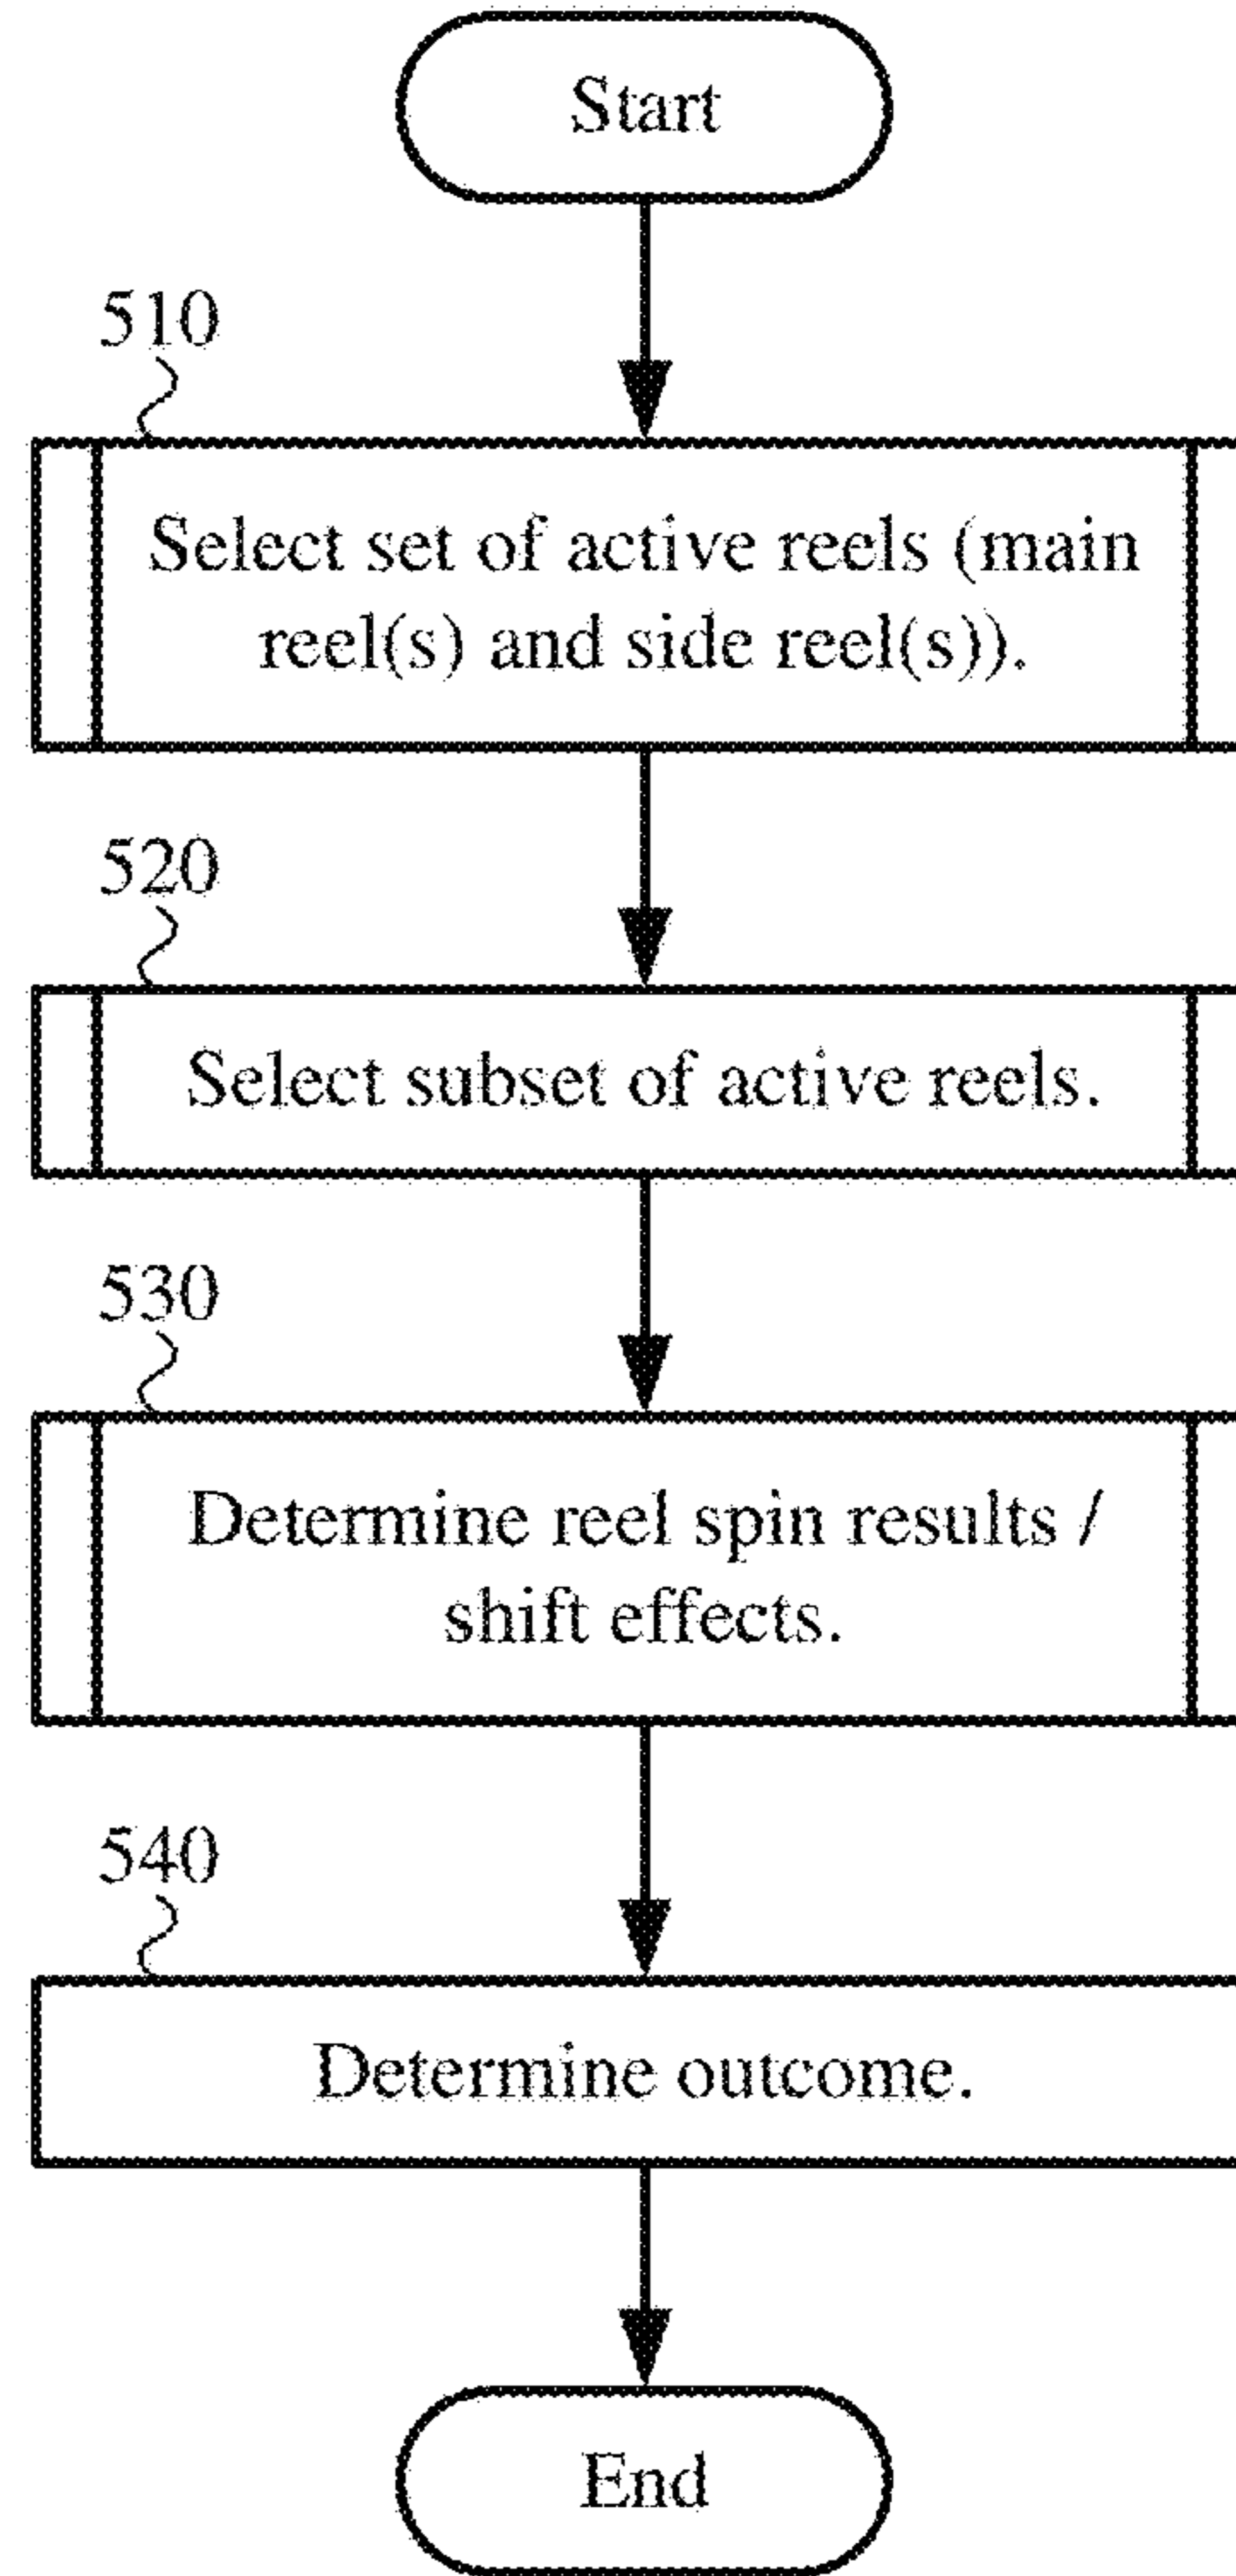 Start
510
Select set of active reels (main
reel(s) and side reel(s)).
520
Select subset of active reels.
530
Determine reel spin results /
shift effects.
540
Determine outcome.
End